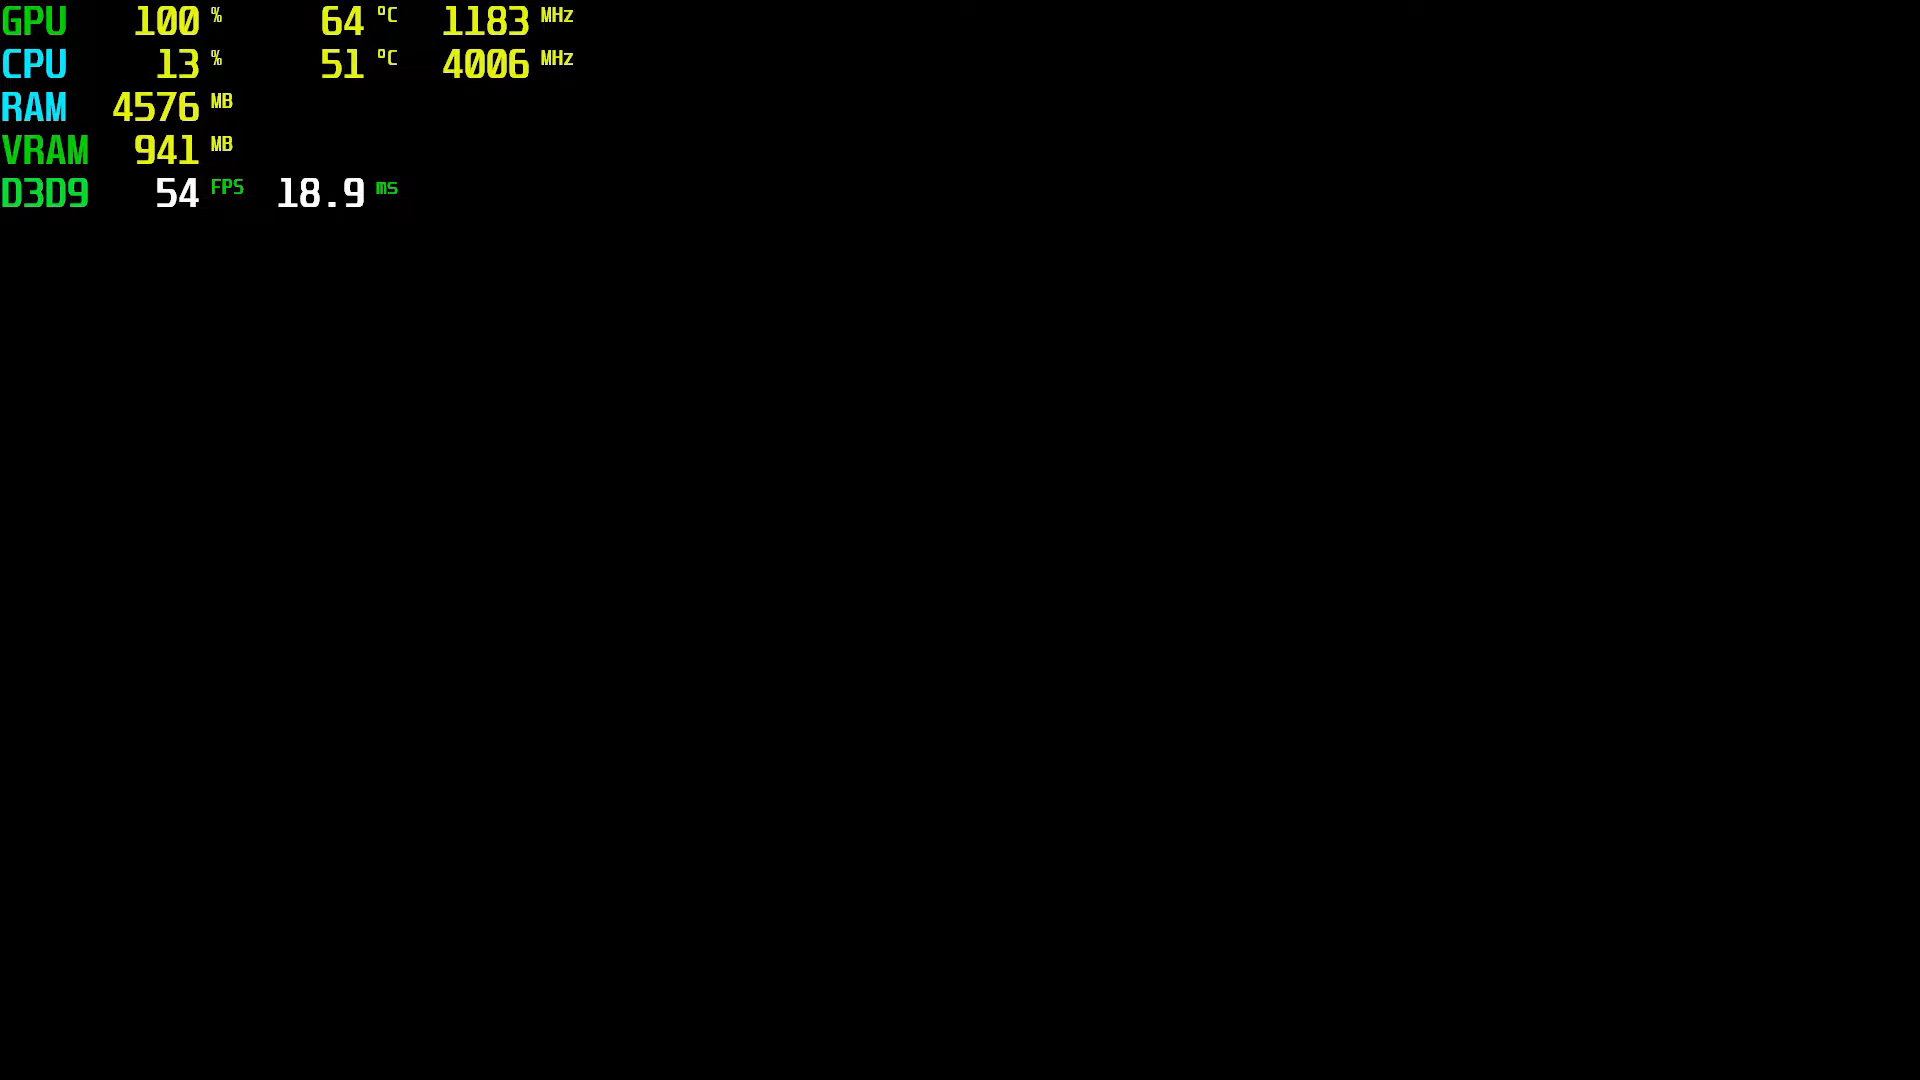 GPU 100 % 64 °C 1183 MHz
CPU 13 % 51 °C 4006 MHz
RAM 4576 MB
VRAM 941 MB
D3D9 54 FPS 18.9 ms